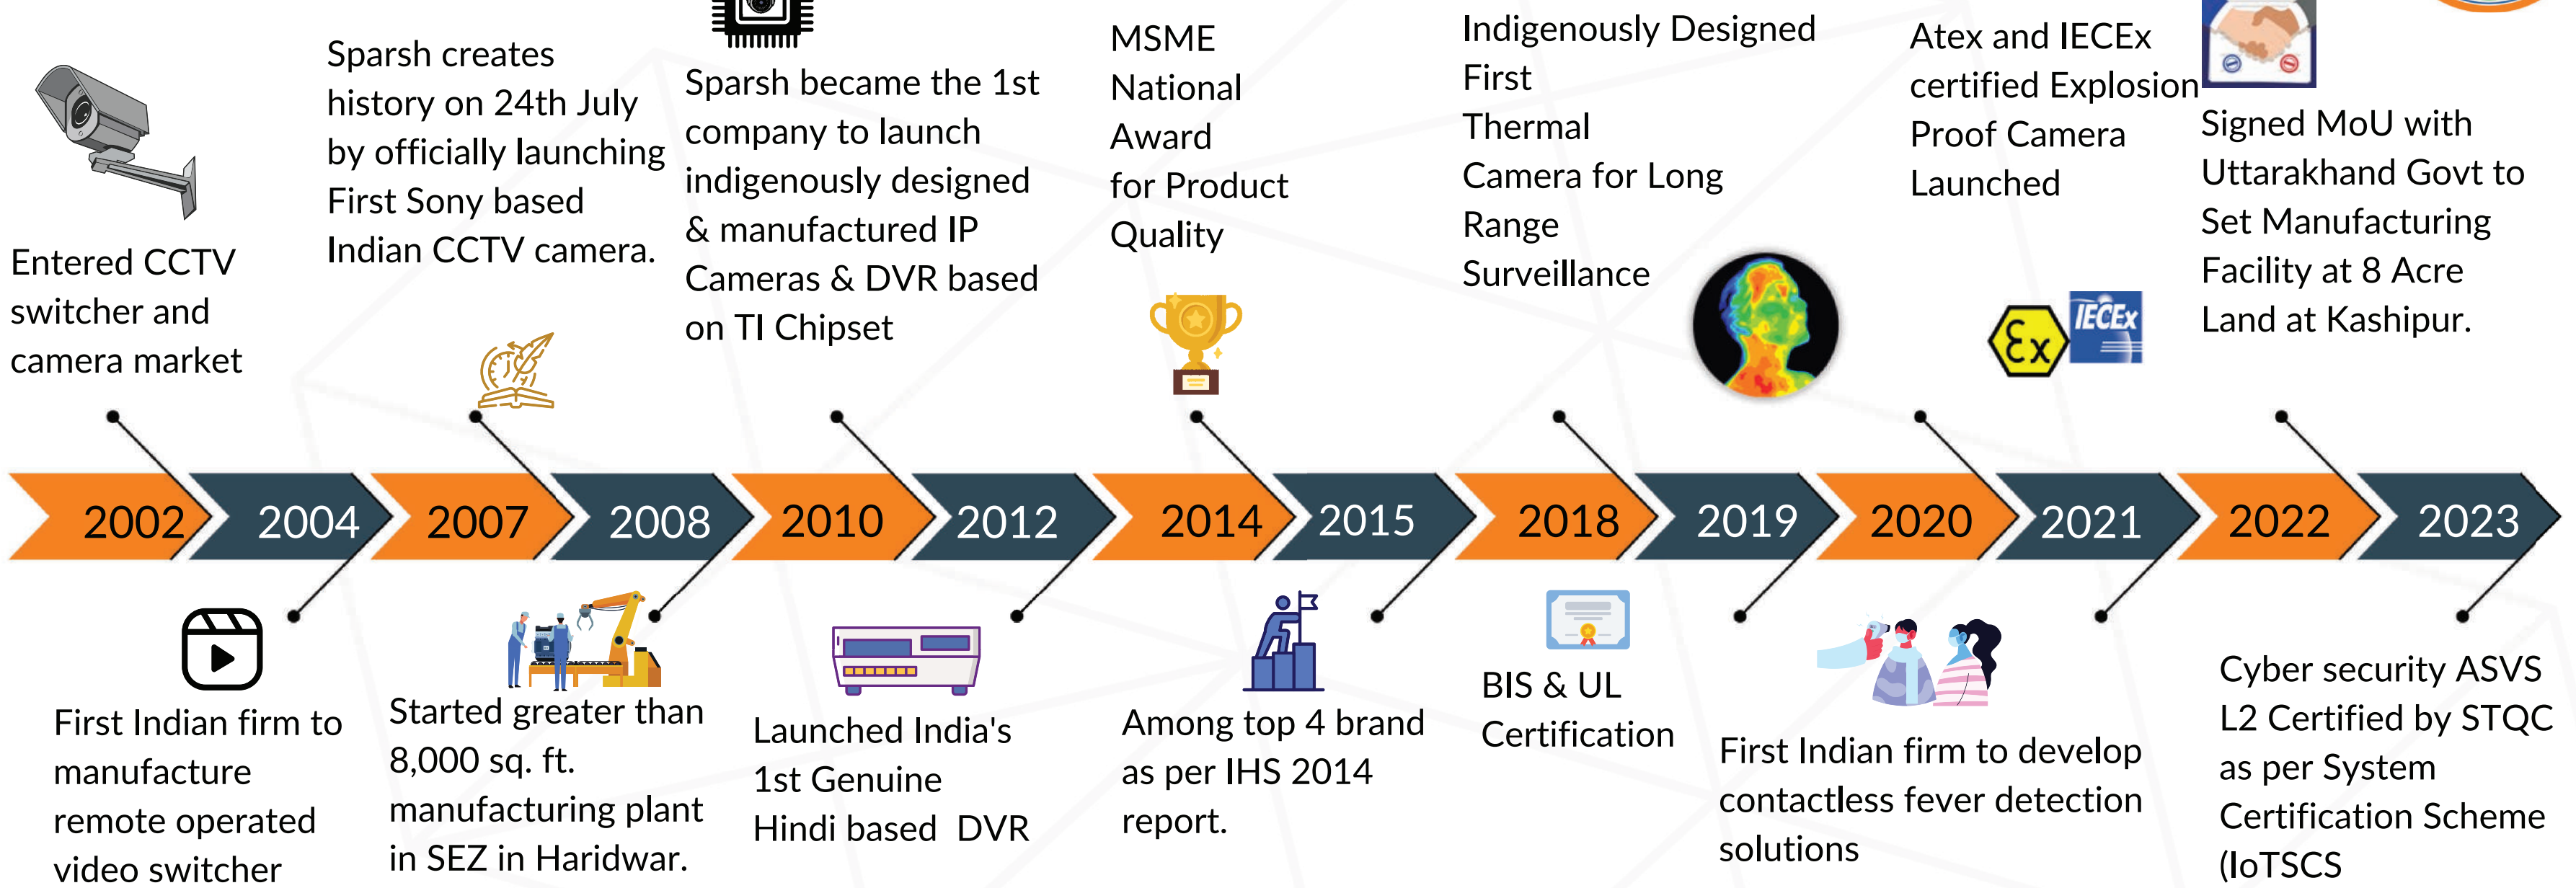 Entered CCTV
switcher and
camera market
Sparsh creates
history on 24th July
by officially launching
First Sony based
Indian CCTV camera.
Sparsh became the 1st
company to launch
indigenously designed
& manufactured IP
Cameras & DVR based
on TI Chipset
MSME
National
Award
for Product
Quality
Indigenously Designed
First
Thermal
Camera for Long
Range
Surveillance
Atex and IECEx
certified Explosion
Proof Camera
Launched
Ex
IECEx
Signed MoU with
Uttarakhand Govt to
Set Manufacturing
Facility at 8 Acre
Land at Kashipur.
2002
2004
2007
2008
2010
2012
2014
2015
2018
2019
2020
2021
2022
2023
First Indian firm to
manufacture
remote operated
video switcher
Started greater than
8,000 sq. ft.
manufacturing plant
in SEZ in Haridwar.
Launched India's
1st Genuine
Hindi based  DVR
Among top 4 brand
as per IHS 2014
report.
BIS & UL
Certification
First Indian firm to develop
contactless fever detection
solutions
Cyber security ASVS
L2 Certified by STQC
as per System
Certification Scheme
(IoTSCS